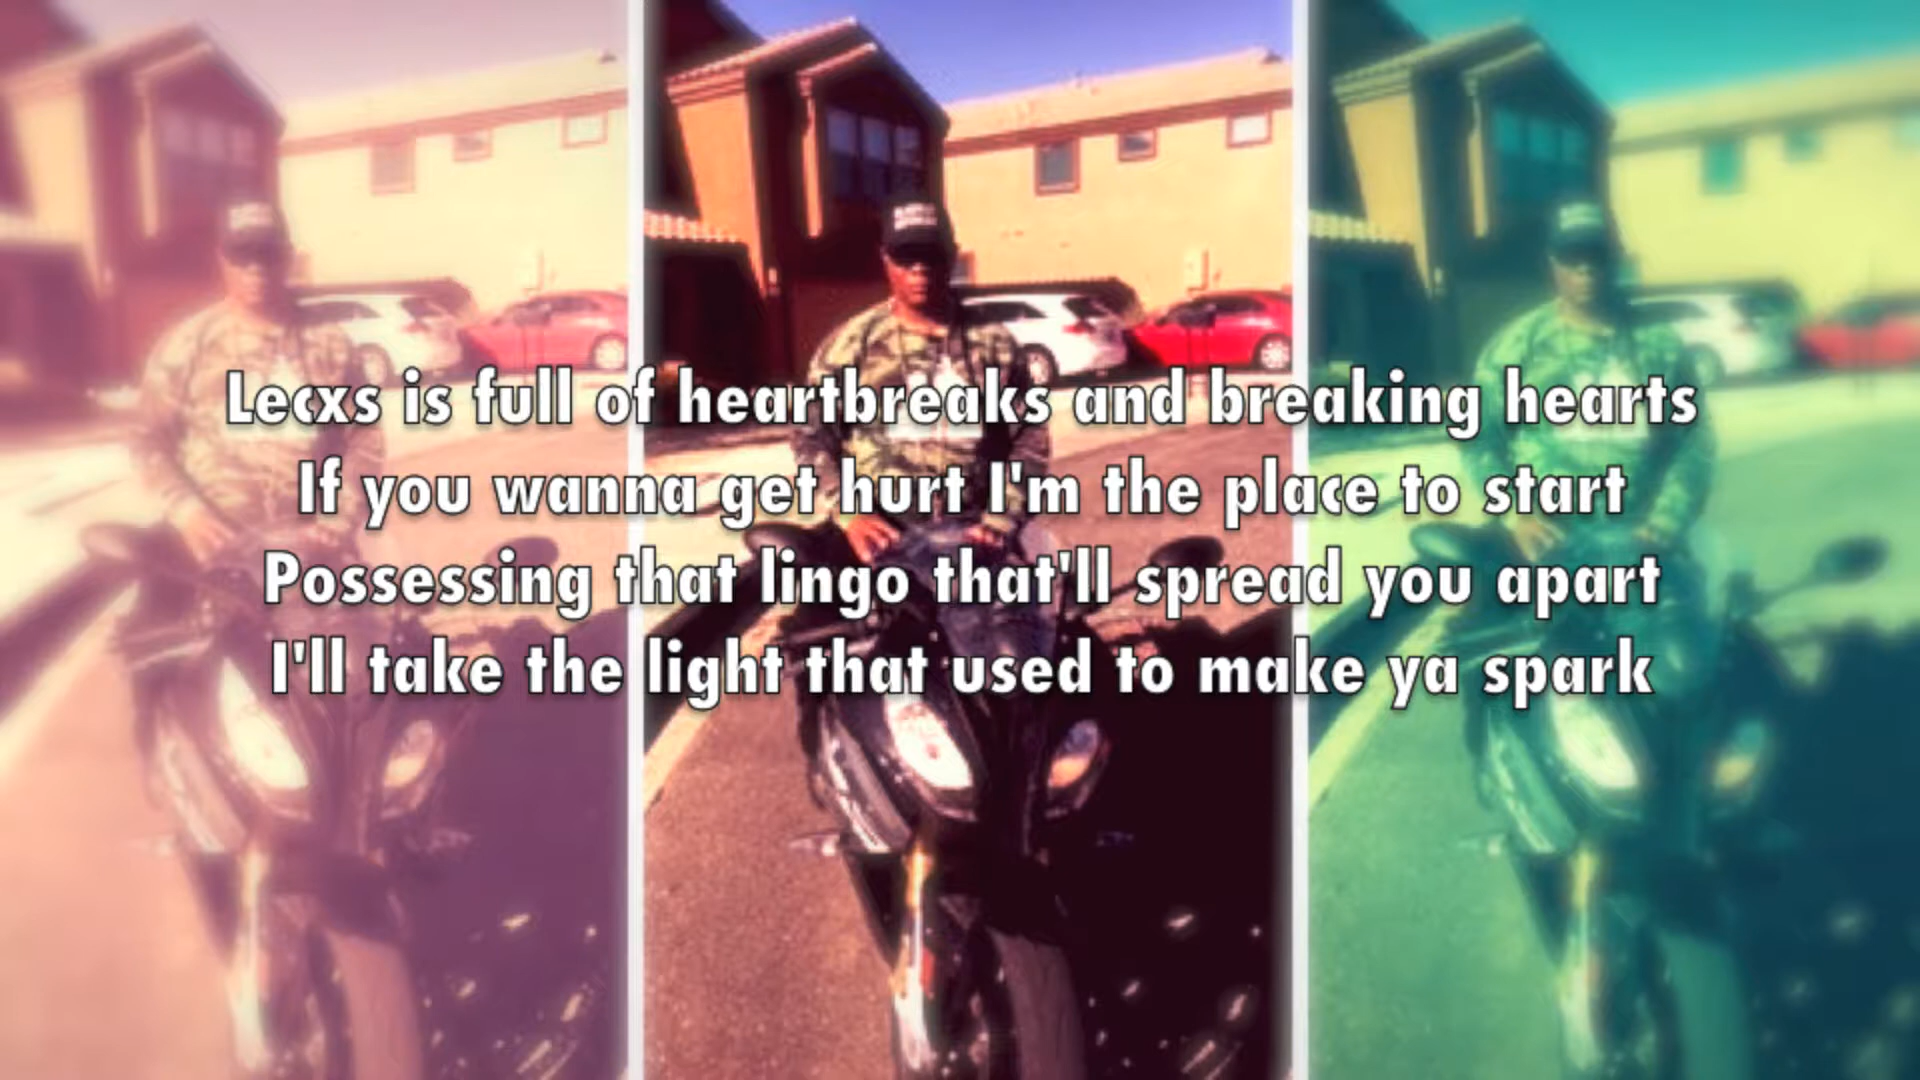 Lecxs is full of heartbreaks and breaking hearts
If you wanna get hurt I'm the place to start
Possessing that lingo that'll spread you apart
I'll take the light that used to make ya spark